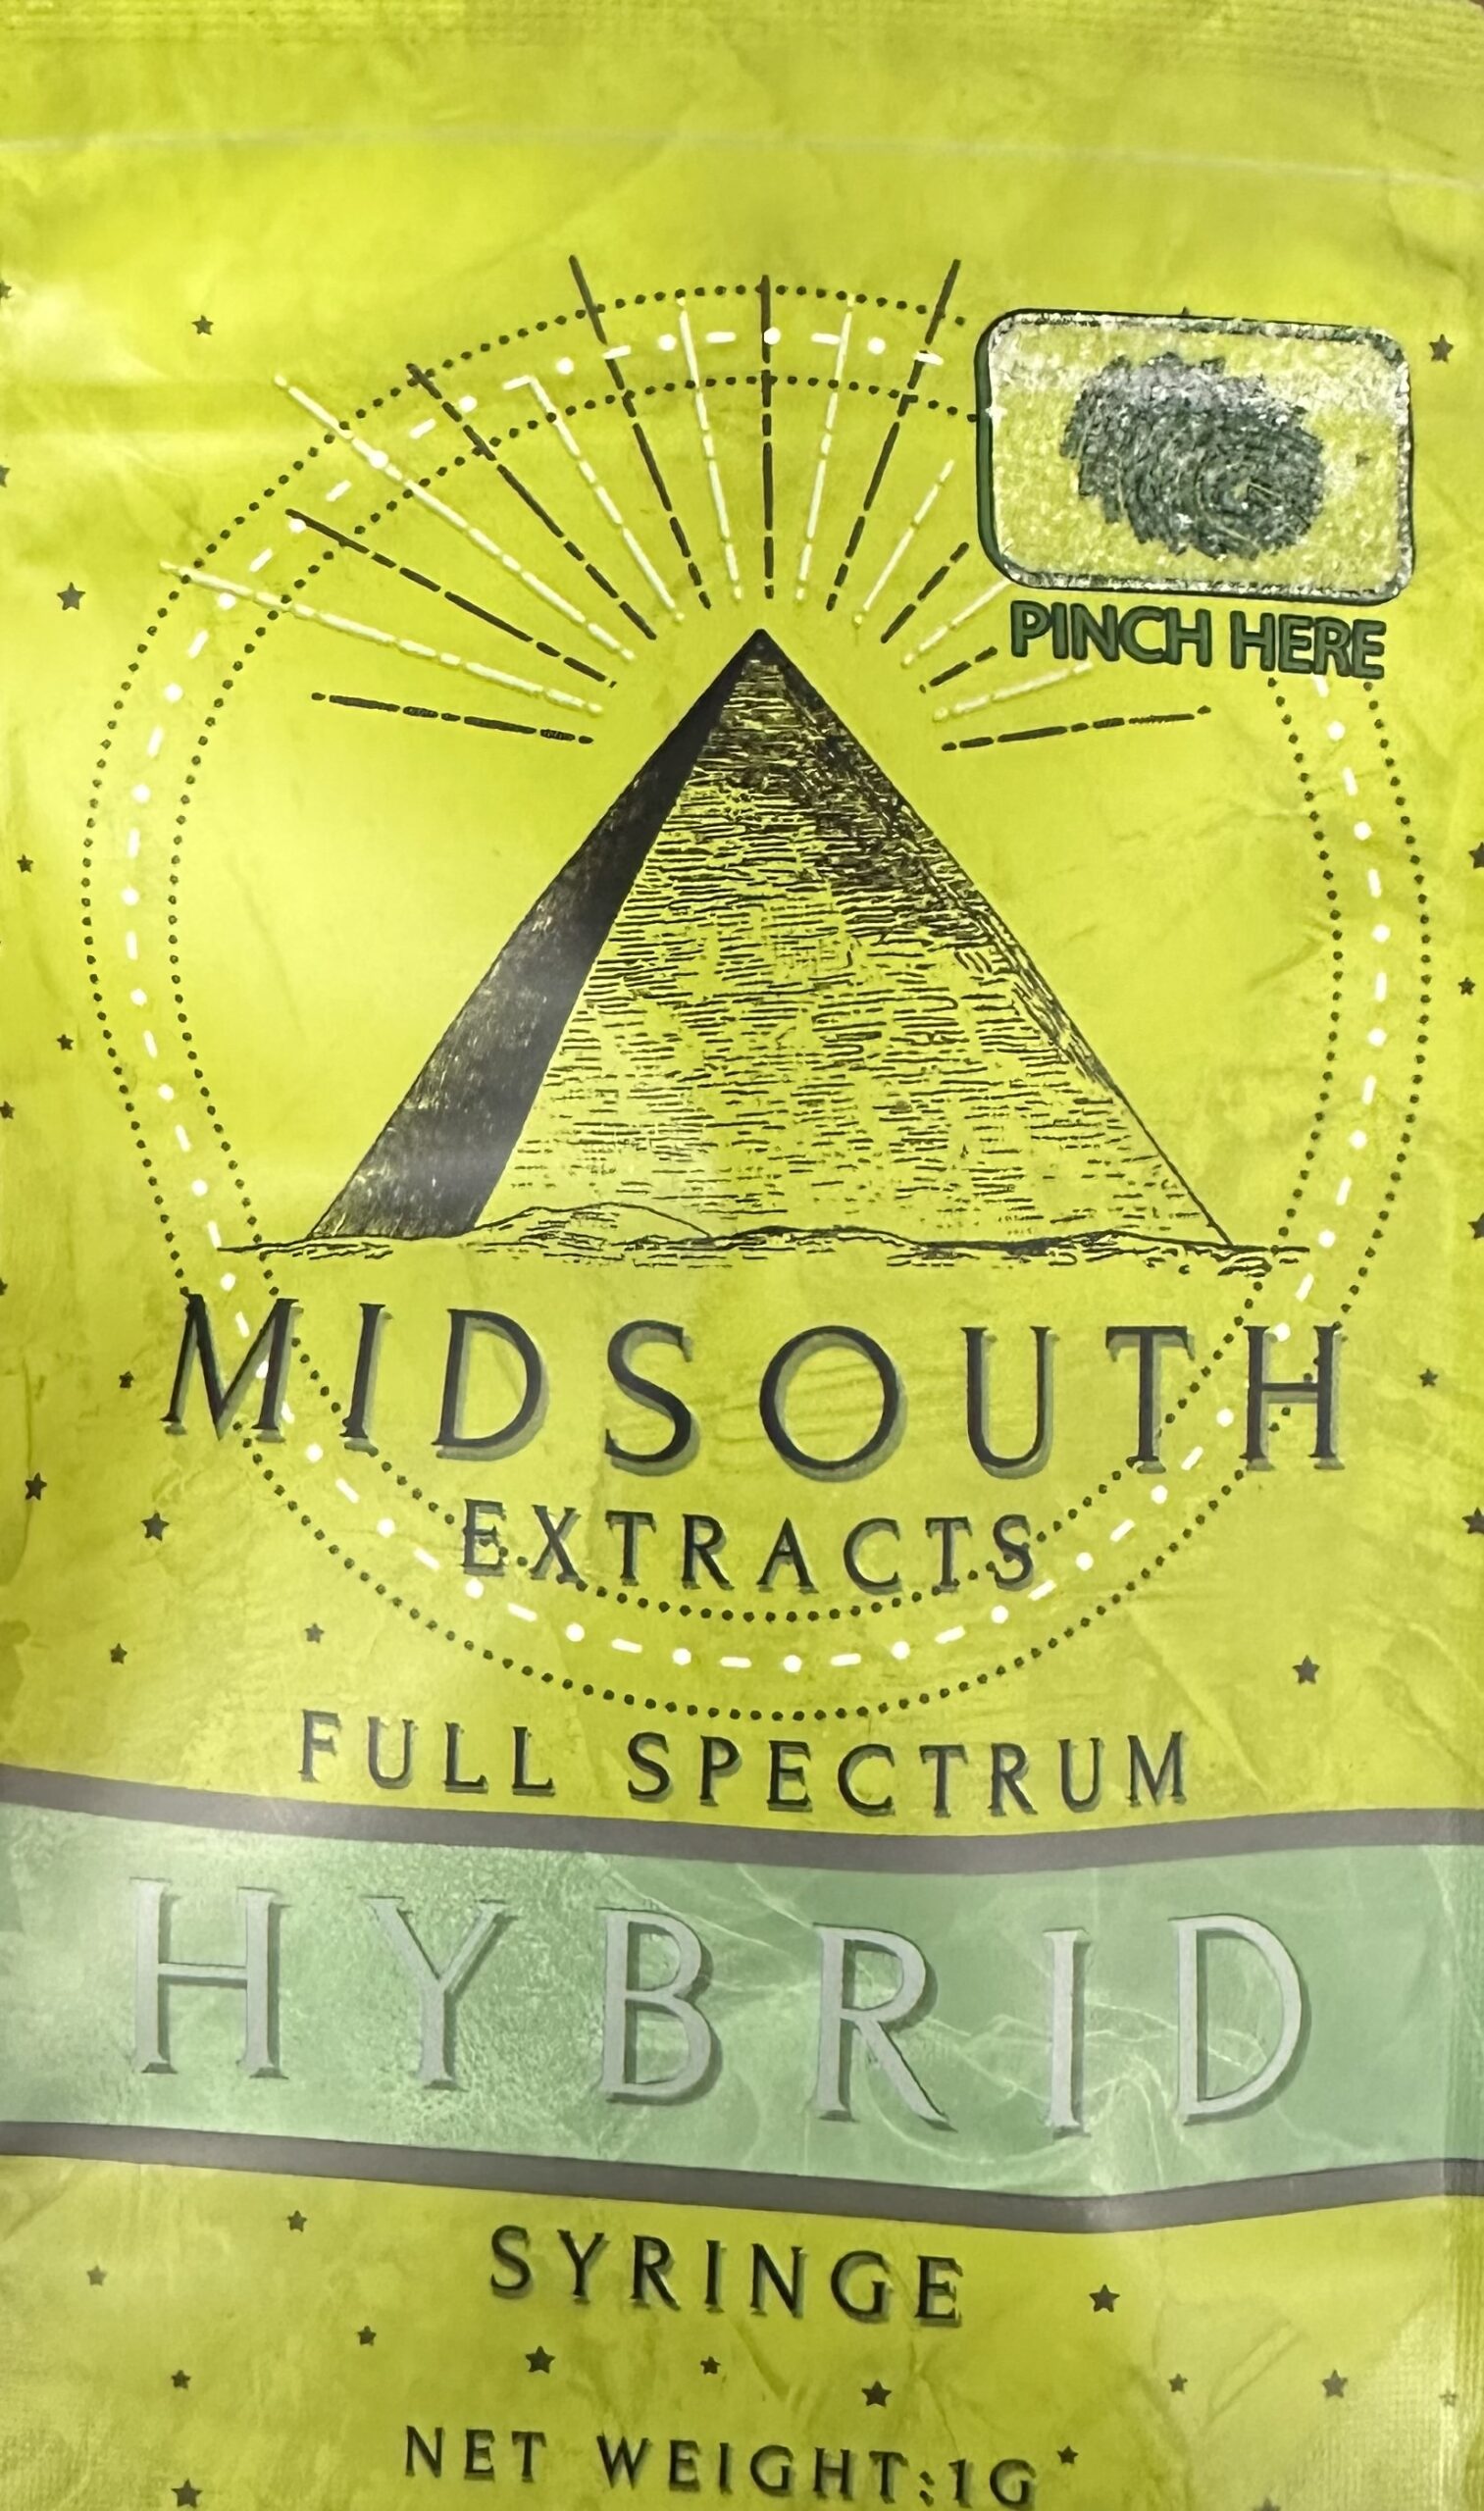 PINCH HERE
MIDSOUTH
EXTRACTS
FULL SPECTRUM
HYBRID
SYRINGE
NET WEIGHT:1G